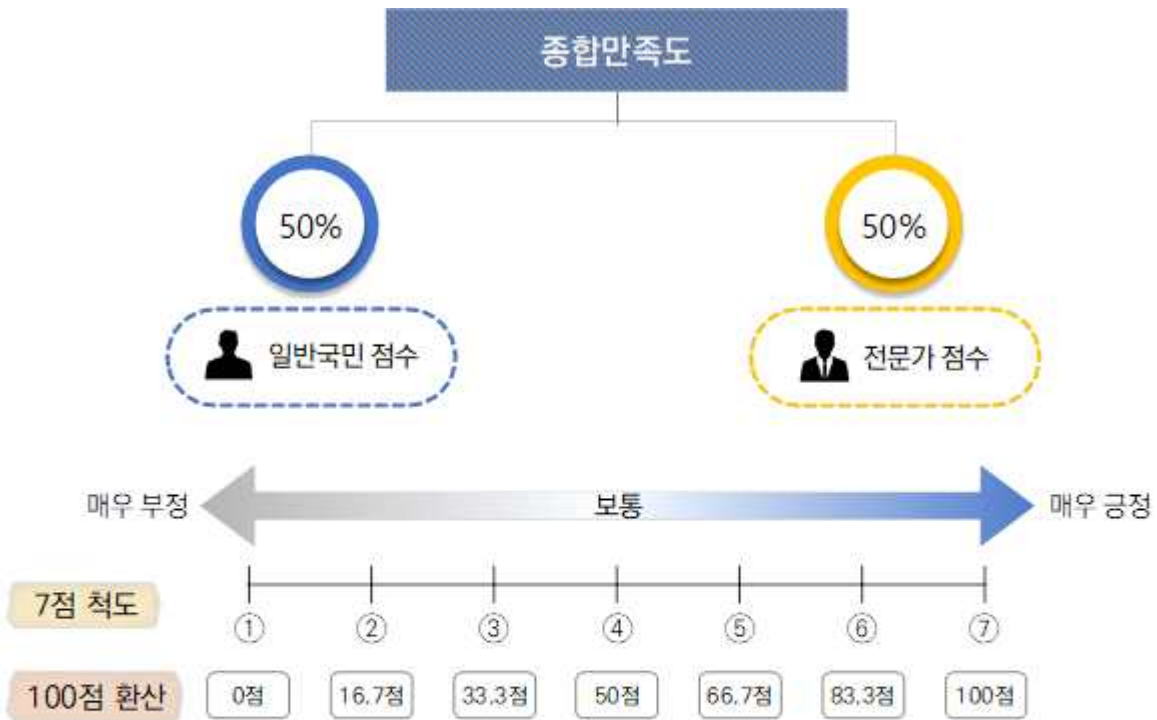 종합만족도
50%
50%
일반국민 점수
전문가 점수
매우 부정
보통
매우 긍정
7점 척도
① ② ③ ④ ⑤ ⑥ ⑦
100점 환산
0점 16.7점 33.3점 50점 66.7점 83.3점 100점